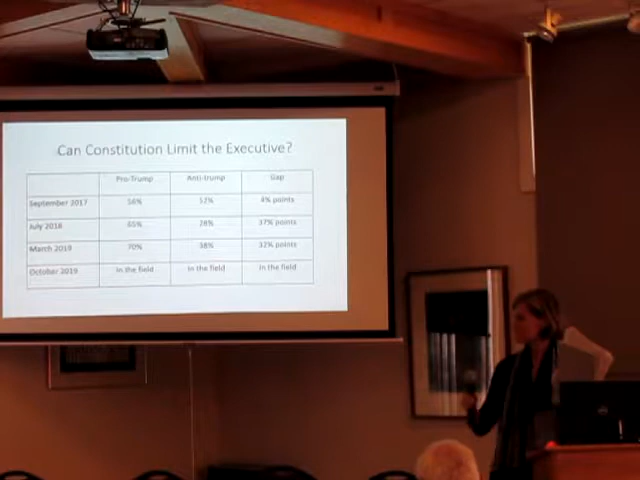 Can Constitution Limit the Executive?
Pro-Trump Anti-trump Gap
September 2017 56% 52% 4% points
July 2018 65% 28% 37% points
March 2019 70% 38% 32% points
October 2019 In the field In the field In the field